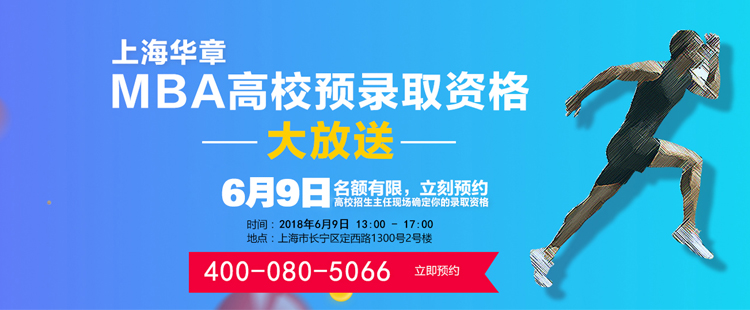 上海华章
MBA高校预录取资格
大放送
6月9日 名额有限，立刻预约
高校招生主任现场确定你的录取资格
时间：2018年6月9日 13:00 - 17:00
地点：上海市长宁区定西路1300号2号楼
400-080-5066 立即预约